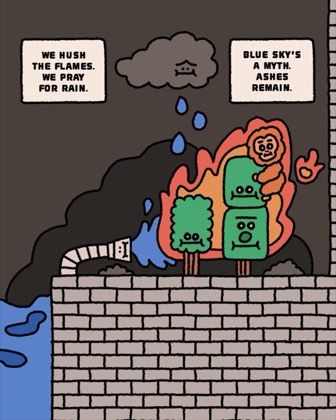 WE HUSH
THE FLAMES.
WE PRAY
FOR RAIN.
BLUE SKY'S
A MYTH.
ASHES
REMAIN.